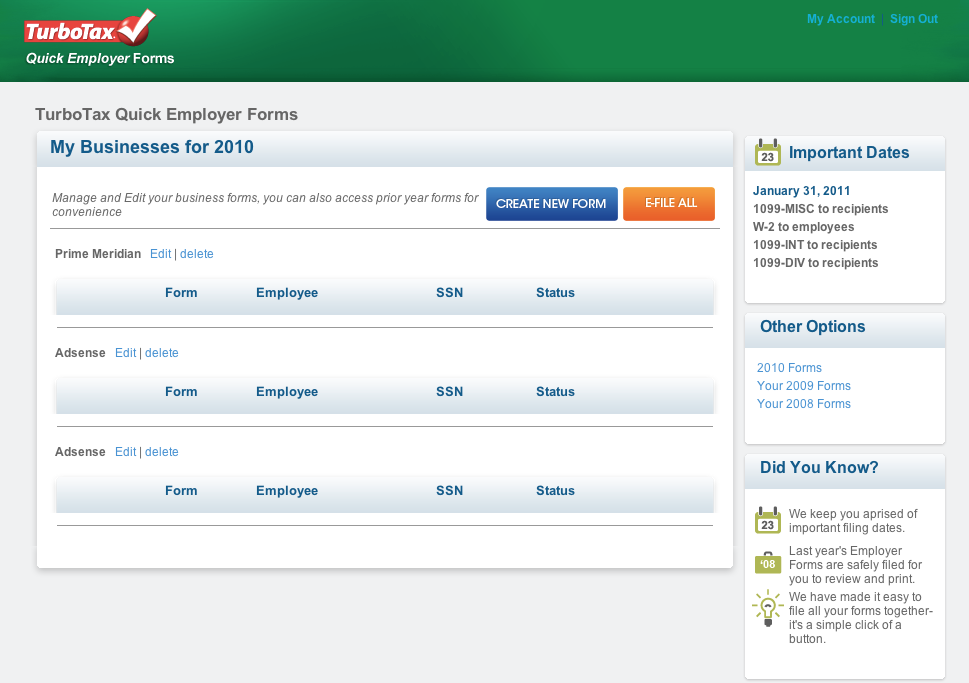 TurboTax
Quick Employer Forms
My Account | Sign Out
TurboTax Quick Employer Forms
My Businesses for 2010
Manage and Edit your business forms, you can also access prior year forms for
convenience
CREATE NEW FORM
E-FILE ALL
Prime Meridian Edit | delete
Form Employee SSN Status
Adsense Edit | delete
Form Employee SSN Status
Adsense Edit | delete
Form Employee SSN Status
23 Important Dates
January 31, 2011
1099-MISC to recipients
W-2 to employees
1099-INT to recipients
1099-DIV to recipients
Other Options
2010 Forms
Your 2009 Forms
Your 2008 Forms
Did You Know?
23
We keep you aprised of
important filing dates.
'08
Last year's Employer
Forms are safely filed for
you to review and print.
We have made it easy to
file all your forms together-
it's a simple click of a
button.